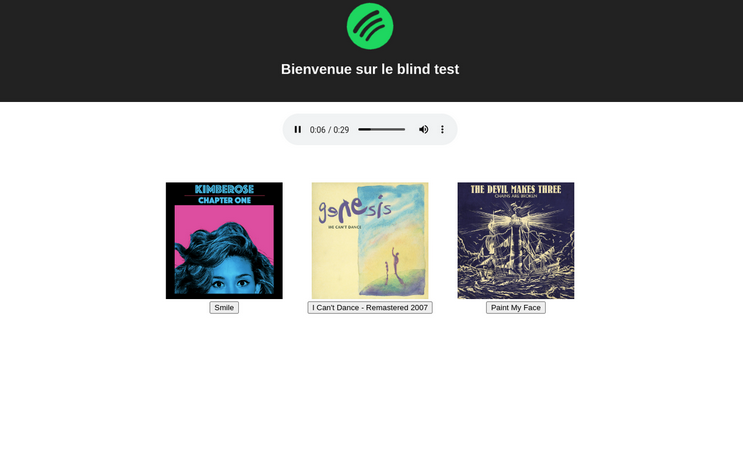 Bienvenue sur le blind test
0:06 / 0:29
KIMBEROSE
CHAPTER ONE
genesis
WE CAN'T DANCE
THE DEVIL MAKES THREE
CHAINS ARE BROKEN
Smile
I Can't Dance - Remastered 2007
Paint My Face